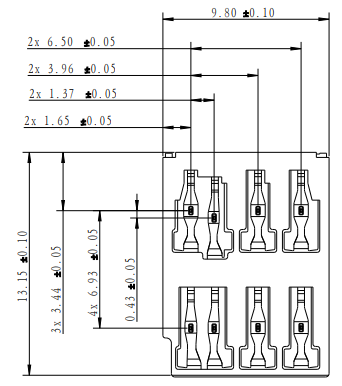 9.80 ±0.10
2x 6.50 ±0.05
2x 3.96 ±0.05
2x 1.37 ±0.05
2x 1.65 ±0.05
13.15 ±0.10
3x 3.44 ±0.05
4x 6.93 ±0.05
0.43 ±0.05